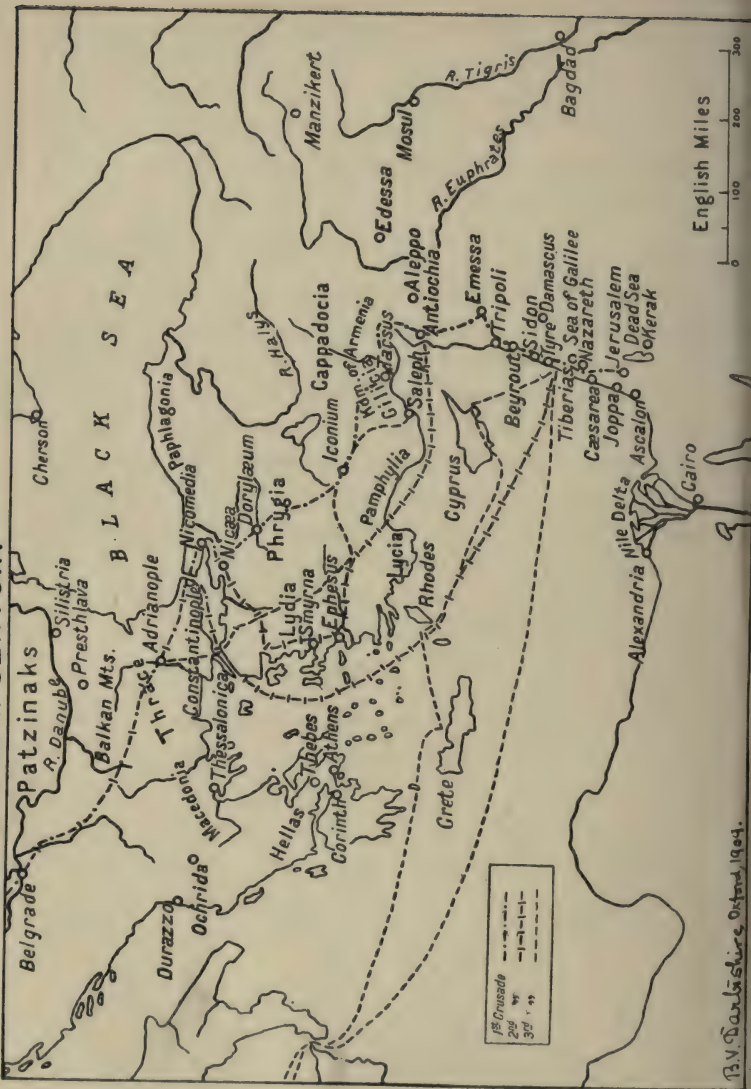 Patzinaks
R. Danube
Silistria
Presthlava
Balkan Mts.
Belgrade
Cherson
BLACK SEA
Adrianople
Thrace
Constantinople
Nicomedia
Paphlagonia
Macedonia
Thessalonica
Durazzo
Ochrida
Hellas
Thebes
Athens
Corinth
Nicæa
Dorylæum
Phrygia
Lydia
Smyrna
Ephesus
Lycia
Rhodes
Crete
Iconium
Pamphylia
R. Halys
Cappadocia
Kdm. of Armenia
Cilicia
Tarsus
Saleph
Cyprus
Manzikert
Edessa
Mosul
R. Tigris
R. Euphrates
Bagdad
Aleppo
Antiochia
Emessa
Tripoli
Beyrout
Sidon
Damascus
Tyre
Sea of Galilee
Tiberias
Nazareth
Cæsarea
Jerusalem
Joppa
Dead Sea
Kerak
Ascalon
Nile Delta
Alexandria
Cairo
1st Crusade
2nd "
3rd "
English Miles
0 100 200 300
B.V. Darbishire, Oxford, 1909.